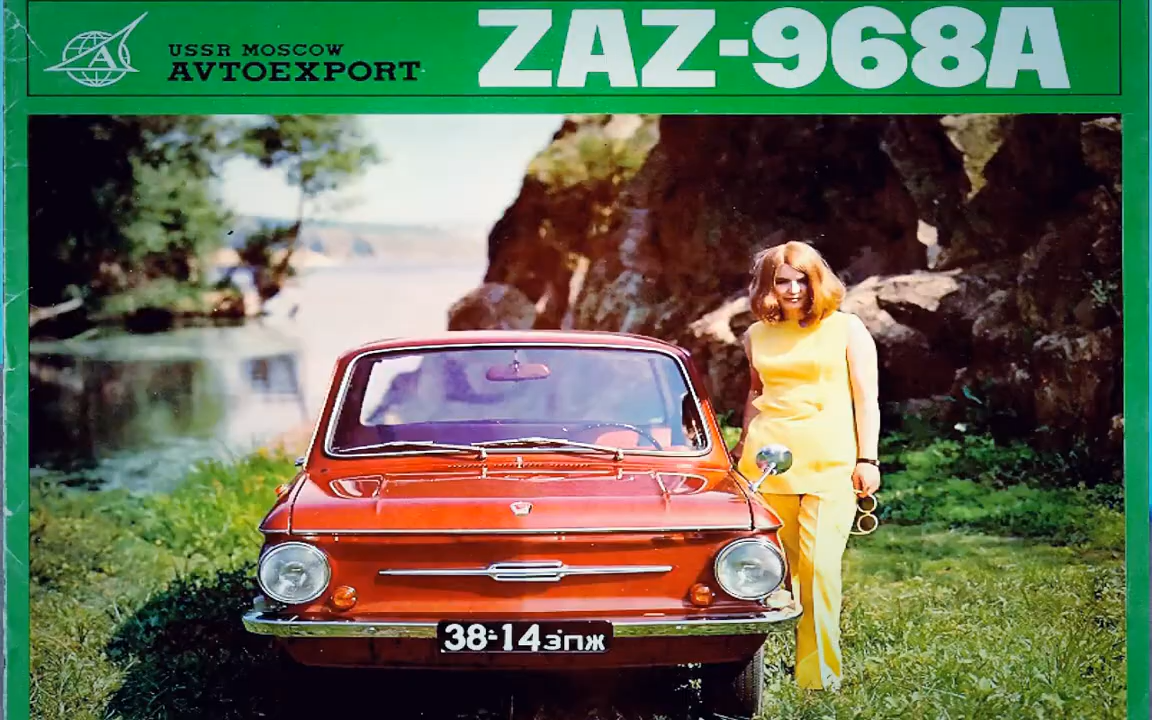 A
USSR MOSCOW
AVTOEXPORT
ZAZ-968A
38-14 ЗПЖ